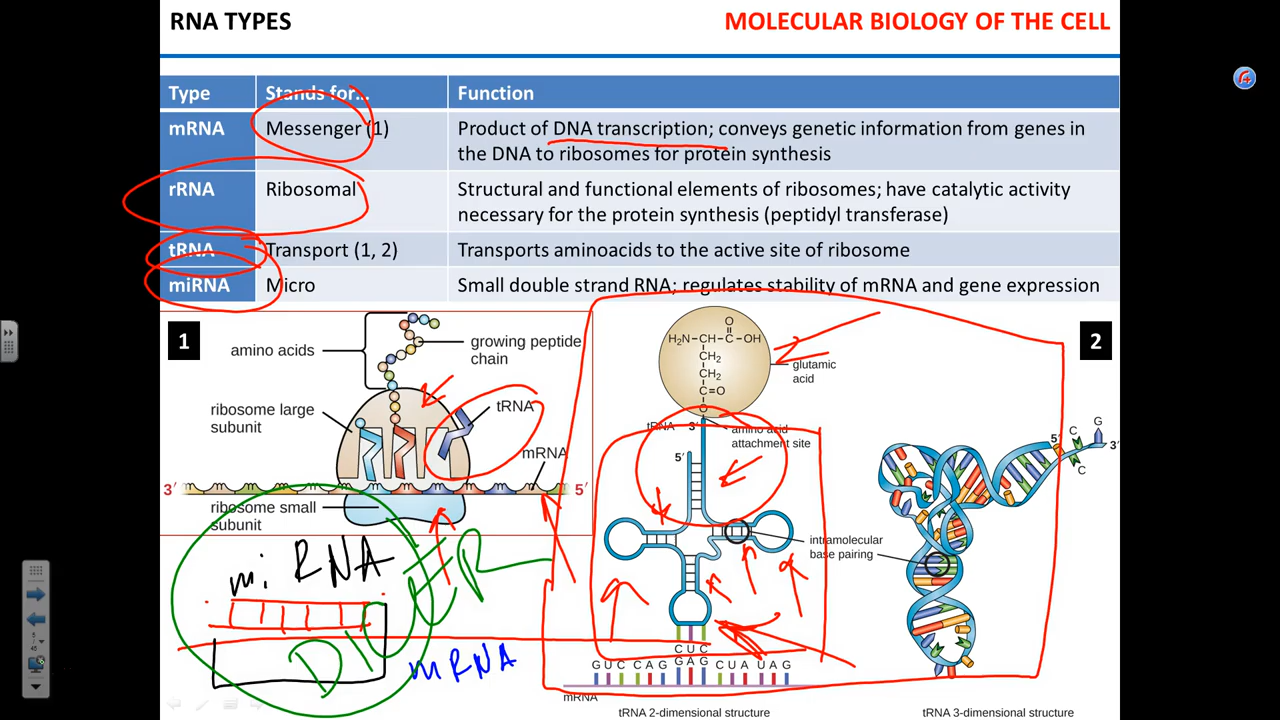 RNA TYPES
MOLECULAR BIOLOGY OF THE CELL
Type Stands for... Function
mRNA Messenger (1) Product of DNA transcription; conveys genetic information from genes in
the DNA to ribosomes for protein synthesis
rRNA Ribosomal Structural and functional elements of ribosomes; have catalytic activity
necessary for the protein synthesis (peptidyl transferase)
tRNA Transport (1, 2) Transports aminoacids to the active site of ribosome
miRNA Micro Small double strand RNA; regulates stability of mRNA and gene expression
1
amino acids
growing peptide
chain
ribosome large
subunit
tRNA
mRNA
3′ 5′
ribosome small
subunit
mi RNA
mRNA
2
O
H₂N–CH–C–OH
CH₂
CH₂
C=O
O
glutamic
acid
tRNA 3′
amino acid
attachment site
5′
intramolecular
base pairing
CUC
GUCCAG GAG CUAUAG
mRNA
tRNA 2-dimensional structure
5′ C G
3′
C
tRNA 3-dimensional structure